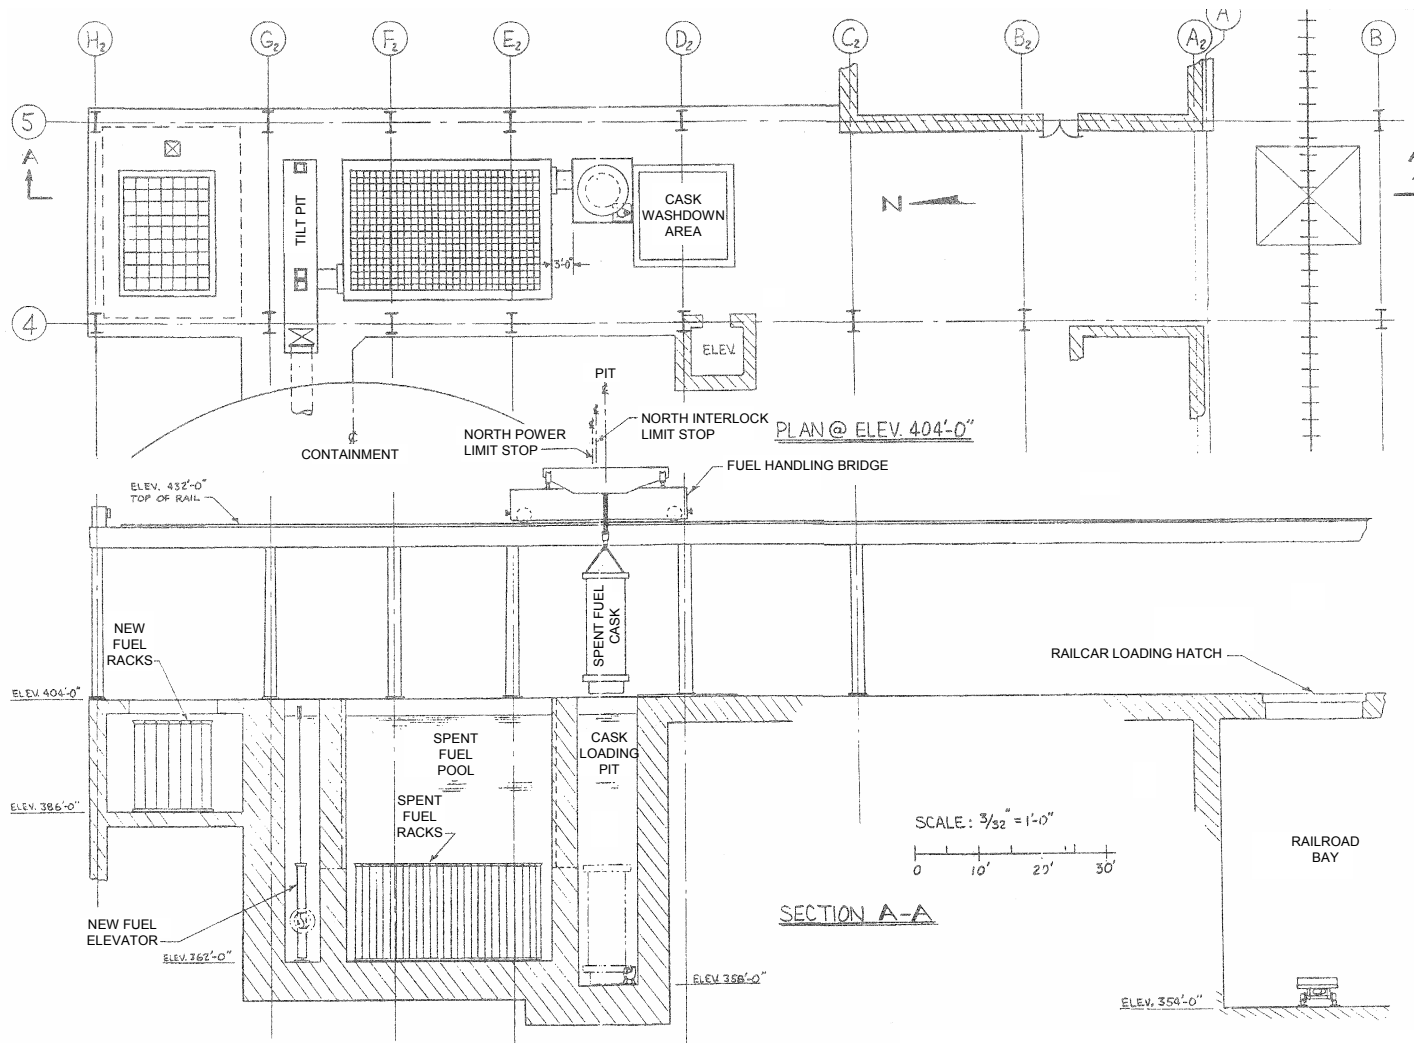 H2
G2
F2
E2
D2
C2
B2
A2
A
B
5
A
A
TILT PIT
CASK
WASHDOWN
AREA
N
3'-0"
4
ELEV.
PIT
NORTH INTERLOCK
LIMIT STOP
NORTH POWER
LIMIT STOP
PLAN @ ELEV. 404'-0"
℄
CONTAINMENT
FUEL HANDLING BRIDGE
ELEV. 432'-0"
TOP OF RAIL
SPENT FUEL
CASK
NEW
FUEL
RACKS
RAILCAR LOADING HATCH
ELEV. 404'-0"
SPENT
FUEL
POOL
CASK
LOADING
PIT
SPENT
FUEL
RACKS
ELEV. 386'-0"
SCALE: 3/32" = 1'-0"
0 10' 20' 30'
RAILROAD
BAY
SECTION A-A
NEW FUEL
ELEVATOR
ELEV. 362'-0"
ELEV. 358'-0"
ELEV. 354'-0"